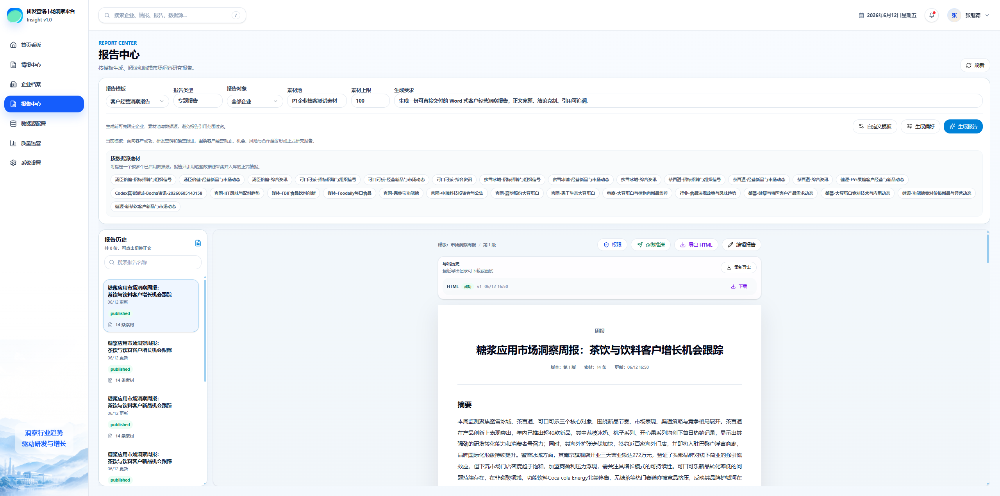 研发营销市场洞察平台
Insight v1.0
搜索企业、情报、报告、数据源...
/
2026年6月12日星期五
张
张继德
首页看板
情报中心
企业档案
报告中心
数据源配置
质量运营
系统设置
洞察行业趋势
驱动研发与增长
REPORT CENTER
报告中心
按模板生成、阅读和编辑市场洞察研究报告。
刷新
报告模板
报告类型
报告对象
素材池
素材上限
生成要求
客户经营洞察报告
专题报告
全部企业
P1企业档案测试素材
100
生成一份可直接交付的 Word 式客户经营洞察报告，正文完整、结论克制、引用可追溯。
生成前可先限定企业、素材池与数据源，避免报告引用范围过宽。
自定义模板
生成偏好
生成报告
当前模板：面向客户成功、研发营销和销售跟进，围绕客户经营动态、机会、风险与合作建议形成正式研究报告。
按数据源选材
可指定一个或多个已启用数据源，报告只引用这些数据源采集并入库的正式情报。
汤臣倍健-招标招聘与组织信号
汤臣倍健-经营新品与市场动态
汤臣倍健-综合资讯
可口可乐-招标招聘与组织信号
可口可乐-经营新品与市场动态
可口可乐-综合资讯
蜜雪冰城-招标招聘与组织信号
蜜雪冰城-经营新品与市场动态
蜜雪冰城-综合资讯
茶百道-招标招聘与组织信号
茶百道-经营新品与市场动态
茶百道-综合资讯
健源-F55果糖客户经营与新品动态
Codex真实测试-Bocha资讯-20260605143158
官网-IFF风味与配料趋势
媒体-FBIF食品饮料创新
媒体-Foodaily每日食品
官网-保龄宝功能糖
官网-中粮科技投资者与公告
官网-嘉华股份大豆蛋白
官网-禹王生态大豆蛋白
电商-大豆蛋白与植物肉新品监控
行业-食品法规政策与风味趋势
御馨-健康与特医客户产品需求动态
御馨-大豆蛋白竞对技术与应用动态
健源-功能糖竞对价格新品与经营动态
健源-新茶饮客户新品与市场动态
报告历史
共 8 份，可点击切换正文
搜索报告名称
糖浆应用市场洞察周报：
茶饮与饮料客户增长机会跟踪
06/12 更新
published
14 条素材
糖浆应用市场洞察周报：
茶饮与饮料客户增长机会跟踪
06/12 更新
published
14 条素材
糖浆应用市场洞察周报：
茶饮与饮料客户新品机会跟踪
06/12 更新
published
14 条素材
糖浆应用市场洞察周报：
茶饮与饮料客户新品机会跟踪
06/12 更新
published
模板：市场洞察周报 / 第 1 版
权限
企微推送
导出 HTML
编辑报告
导出历史
最近导出记录可下载或重试
重新导出
HTML 成功 v1 06/12 16:50
下载
周报
糖浆应用市场洞察周报：茶饮与饮料客户增长机会跟踪
版本：第 1 版 素材：14 条 更新：06/12 16:50
摘要
本周监测聚焦蜜雪冰城、茶百道、可口可乐三个核心对象，围绕新品节奏、市场表现、渠道策略与竞争格局展开。茶百道
在产品创新上表现突出，年内已推出超40款新品，其中荔枝冰奶、桃子系列、开心果系列均创下首日热销记录，显示出其
强劲的研发转化能力和消费者号召力；同时，其海外扩张步伐加快，签约近百家海外门店，并即将入驻巴黎卢浮宫商廊，
品牌国际化形象持续提升。蜜雪冰城方面，其南京旗舰店开业三天营业额达272万元，验证了头部品牌对线下商业的强引流
效应，但下沉市场门店密度趋于饱和，加盟商盈利压力浮现，需关注其增长模式的可持续性。可口可乐新品转化率低的问
题持续存在，在非碳酸领域，功能饮料Coca cola Energy北美停售，无糖茶等热门赛道亦被竞品挤压，反映其品牌护城河在